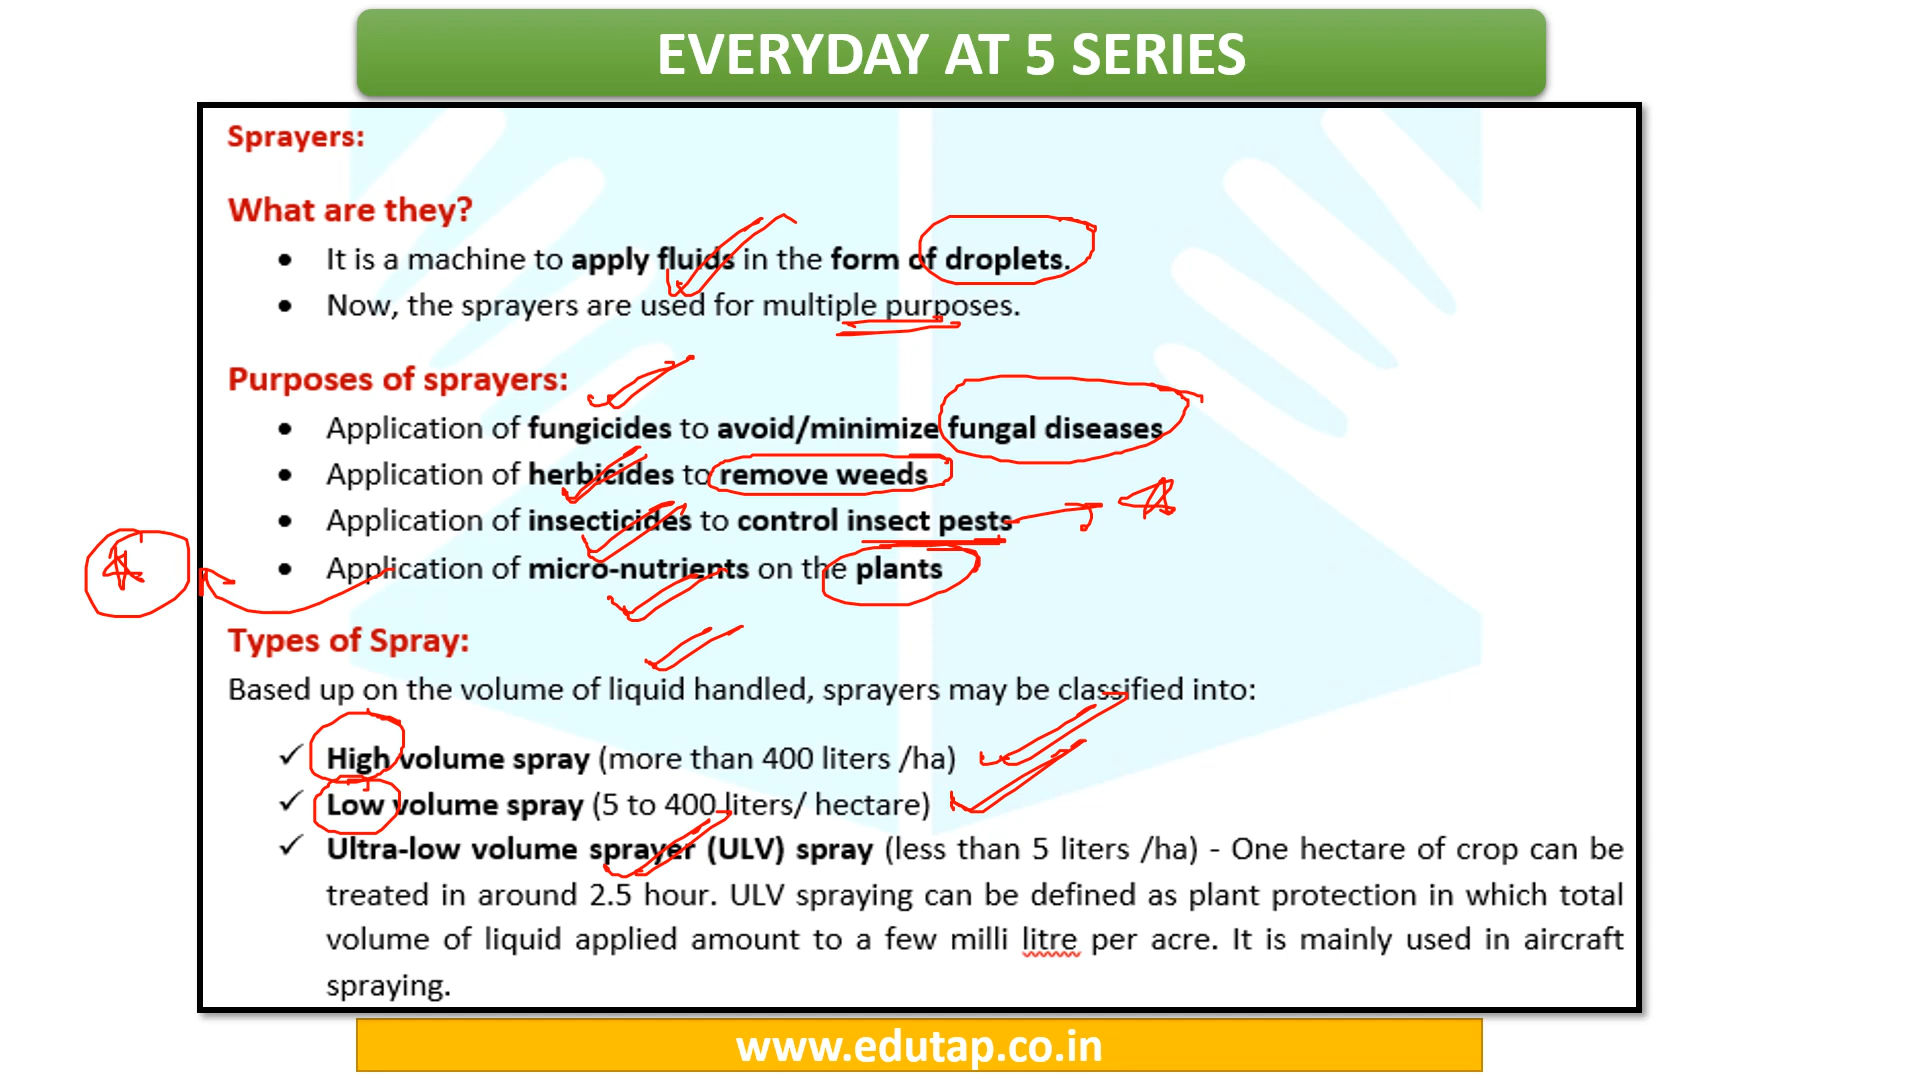 EVERYDAY AT 5 SERIES
Sprayers:
What are they?
• It is a machine to apply fluids in the form of droplets.
• Now, the sprayers are used for multiple purposes.
Purposes of sprayers:
• Application of fungicides to avoid/minimize fungal diseases
• Application of herbicides to remove weeds
• Application of insecticides to control insect pests
• Application of micro-nutrients on the plants
Types of Spray:
Based up on the volume of liquid handled, sprayers may be classified into:
✓ High volume spray (more than 400 liters /ha)
✓ Low volume spray (5 to 400 liters/ hectare)
✓ Ultra-low volume sprayer (ULV) spray (less than 5 liters /ha) - One hectare of crop can be
treated in around 2.5 hour. ULV spraying can be defined as plant protection in which total
volume of liquid applied amount to a few milli litre per acre. It is mainly used in aircraft
spraying.
www.edutap.co.in